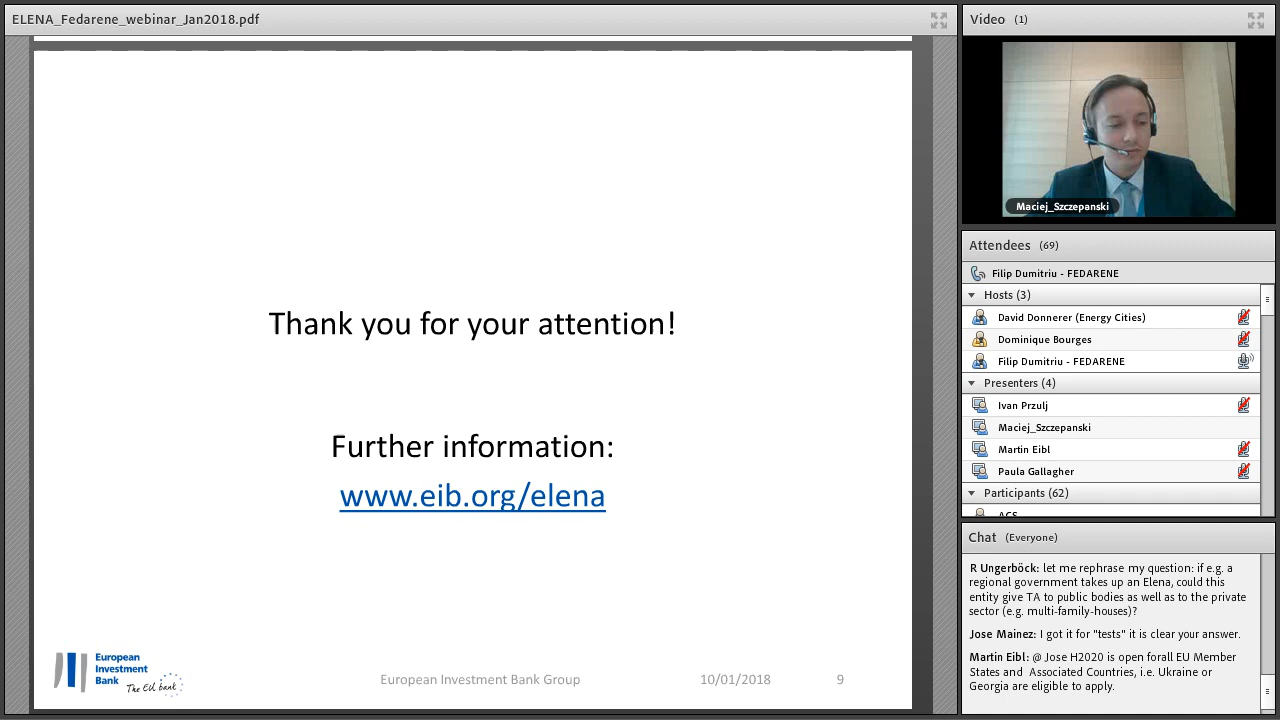 ELENA_Fedarene_webinar_Jan2018.pdf
Thank you for your attention!
Further information:
www.eib.org/elena
European
Investment
Bank
The EU bank
European Investment Bank Group
10/01/2018
9
Video (1)
Maciej_Szczepanski
Attendees (69)
Filip Dumitriu - FEDARENE
Hosts (3)
David Donnerer (Energy Cities)
Dominique Bourges
Filip Dumitriu - FEDARENE
Presenters (4)
Ivan Przulj
Maciej_Szczepanski
Martin Eibl
Paula Gallagher
Participants (62)
ACS
Chat (Everyone)
R Ungerböck: let me rephrase my question: if e.g. a
regional government takes up an Elena, could this
entity give TA to public bodies as well as to the private
sector (e.g. multi-family-houses)?
Jose Mainez: I got it for "tests" it is clear your answer.
Martin Eibl: @ Jose H2020 is open forall EU Member
States and Associated Countries, i.e. Ukraine or
Georgia are eligible to apply.